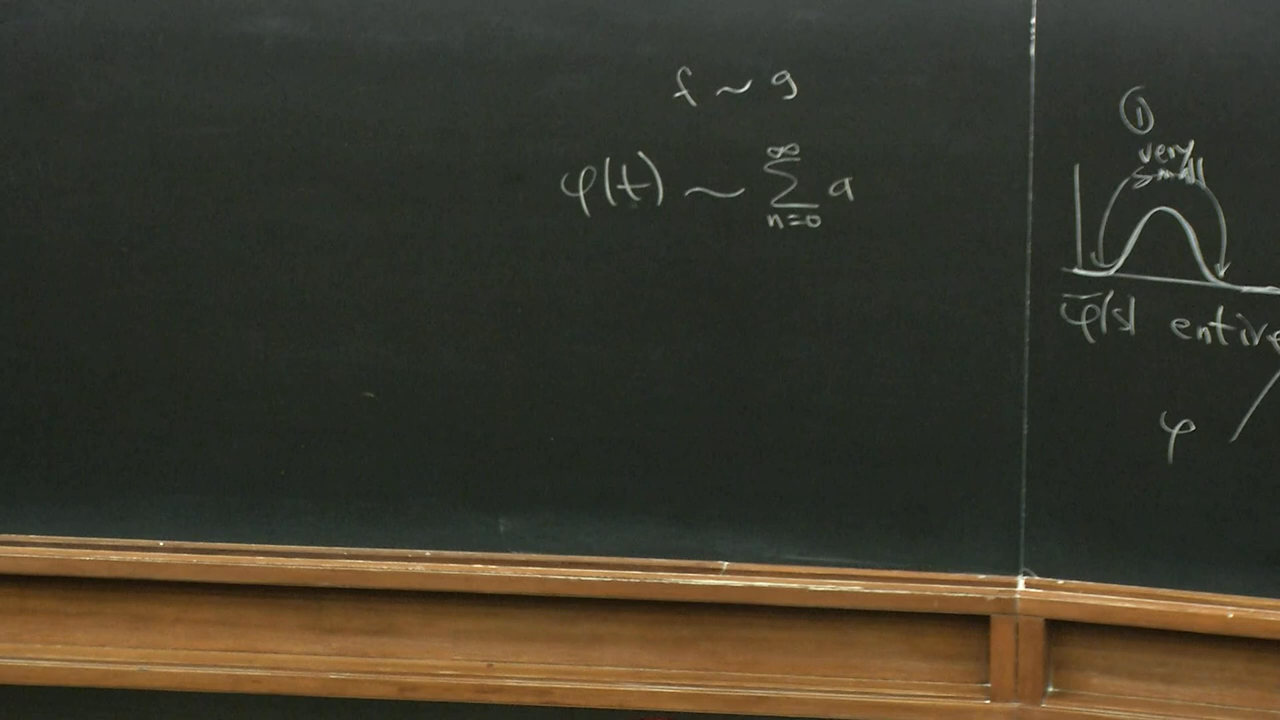 f ~ g
φ(t) ~ ∑_{n=0}^{∞} a
①
very
small
φ̃(s) entire
φ